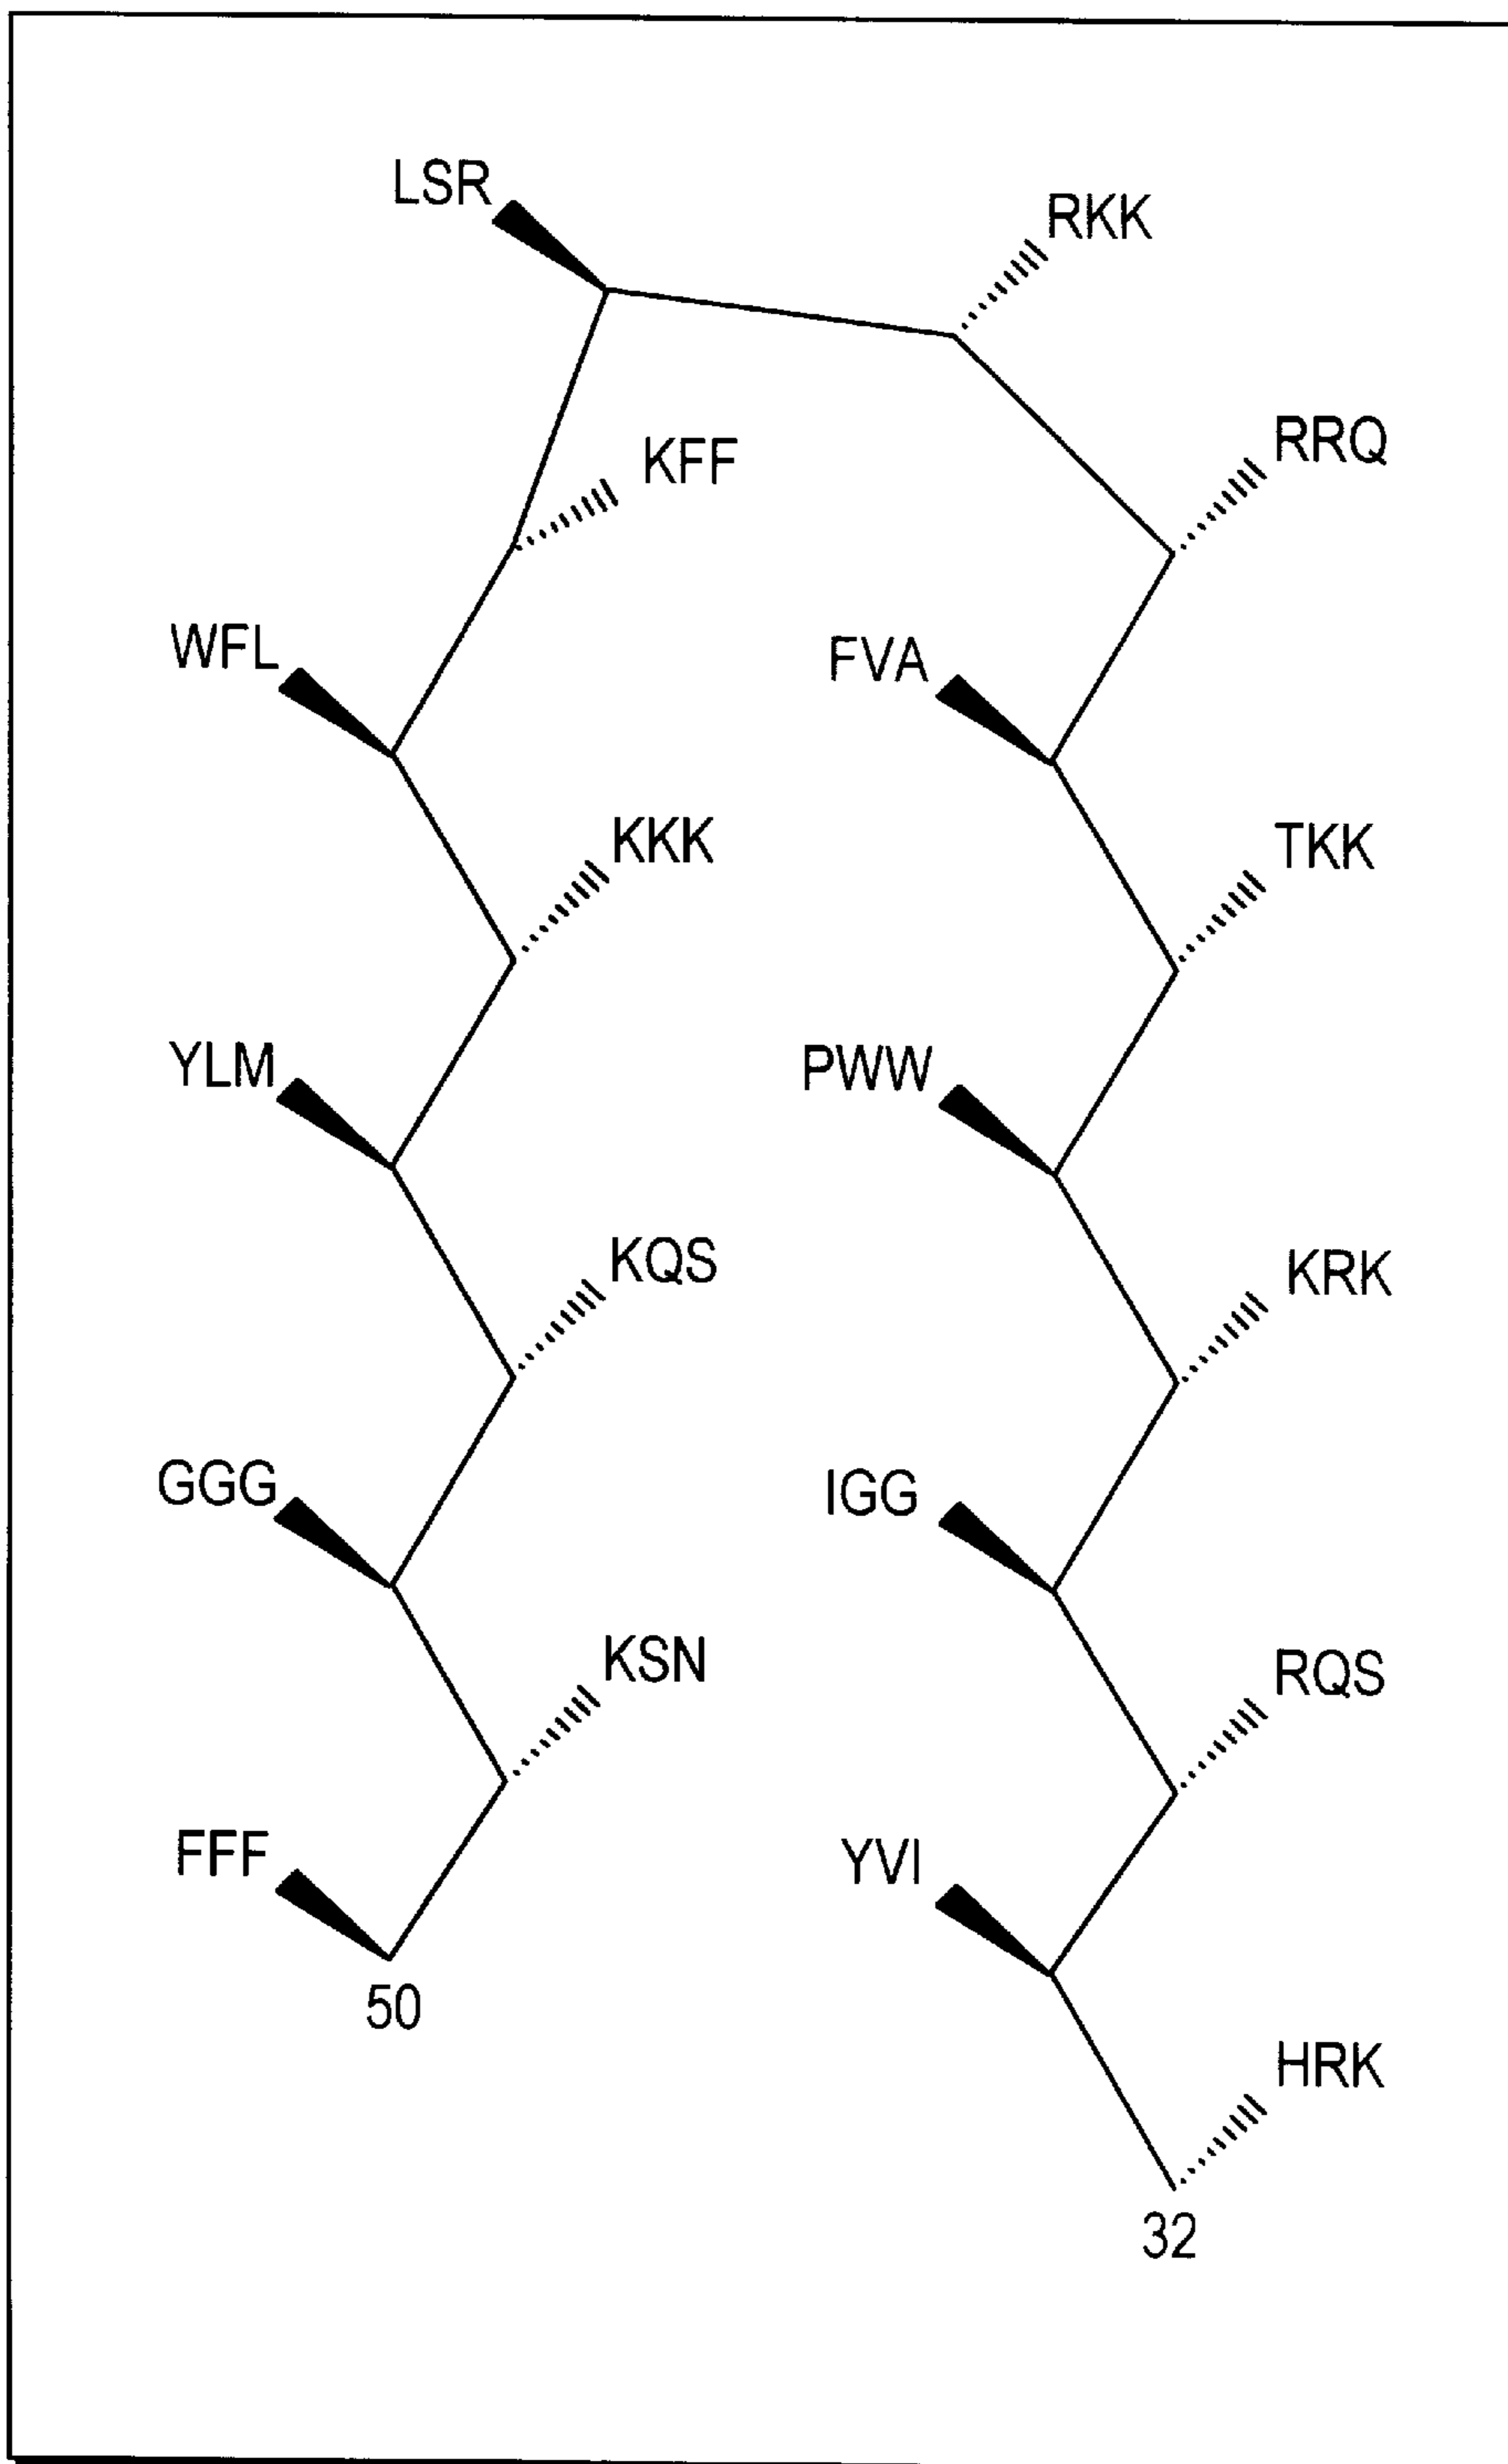 LSR
RKK
RRQ
KFF
WFL
FVA
KKK
TKK
YLM
PWW
KQS
KRK
GGG
IGG
KSN
RQS
FFF
YVI
50
HRK
32